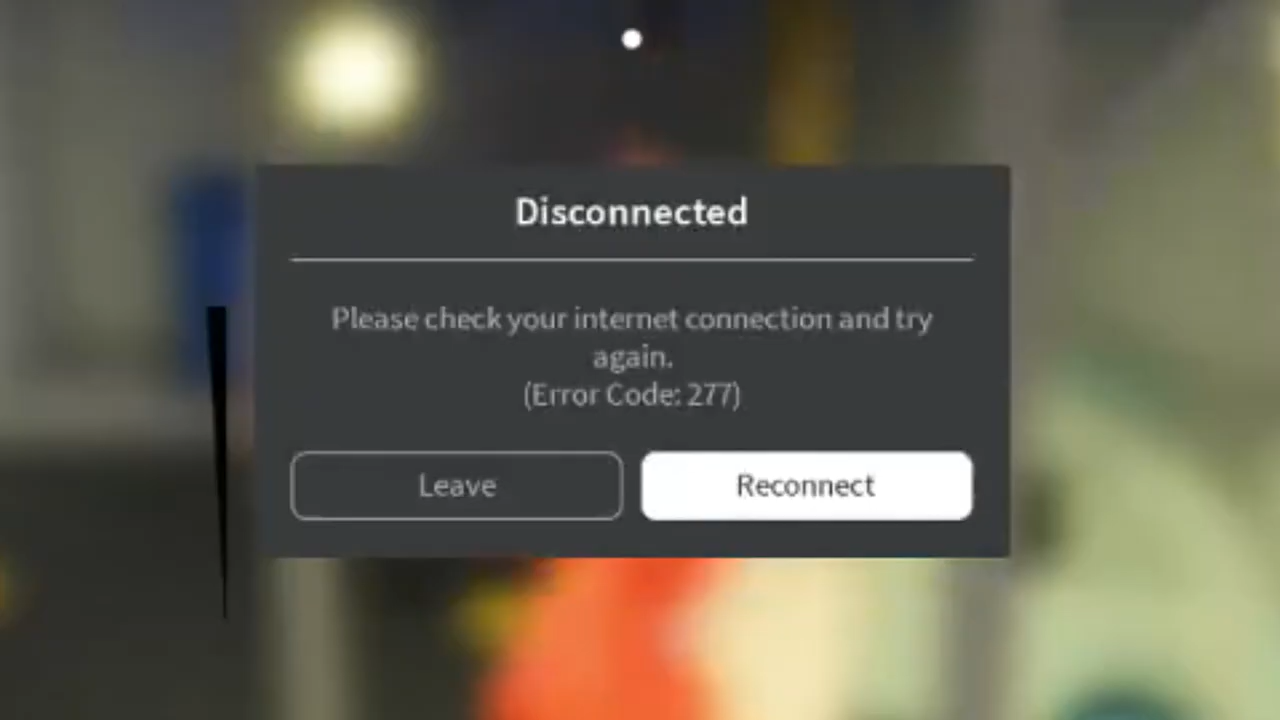 Disconnected
Please check your internet connection and try
again.
(Error Code: 277)
Leave
Reconnect